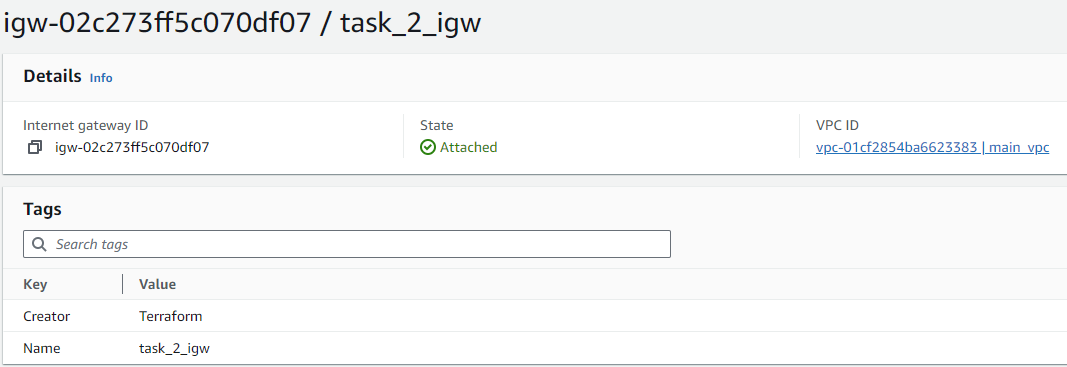 igw-02c273ff5c070df07 / task_2_igw
Details Info
Internet gateway ID
igw-02c273ff5c070df07
State
Attached
VPC ID
vpc-01cf2854ba6623383 | main_vpc
Tags
Search tags
Key Value
Creator Terraform
Name task_2_igw